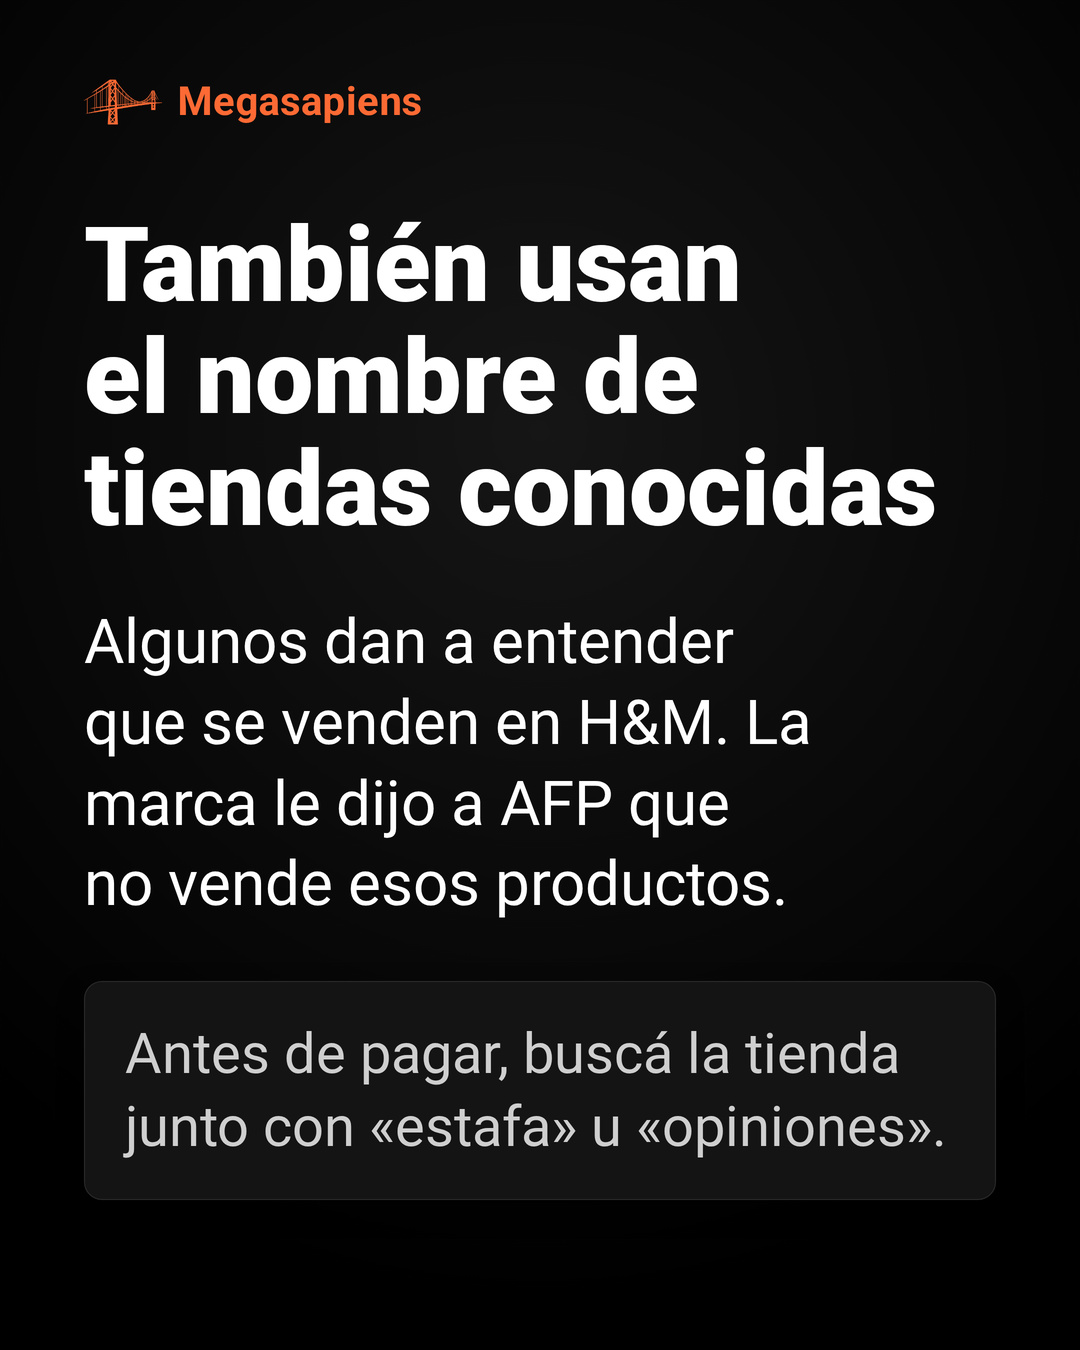 Megasapiens
También usan
el nombre de
tiendas conocidas
Algunos dan a entender
que se venden en H&M. La
marca le dijo a AFP que
no vende esos productos.
Antes de pagar, buscá la tienda
junto con «estafa» u «opiniones».